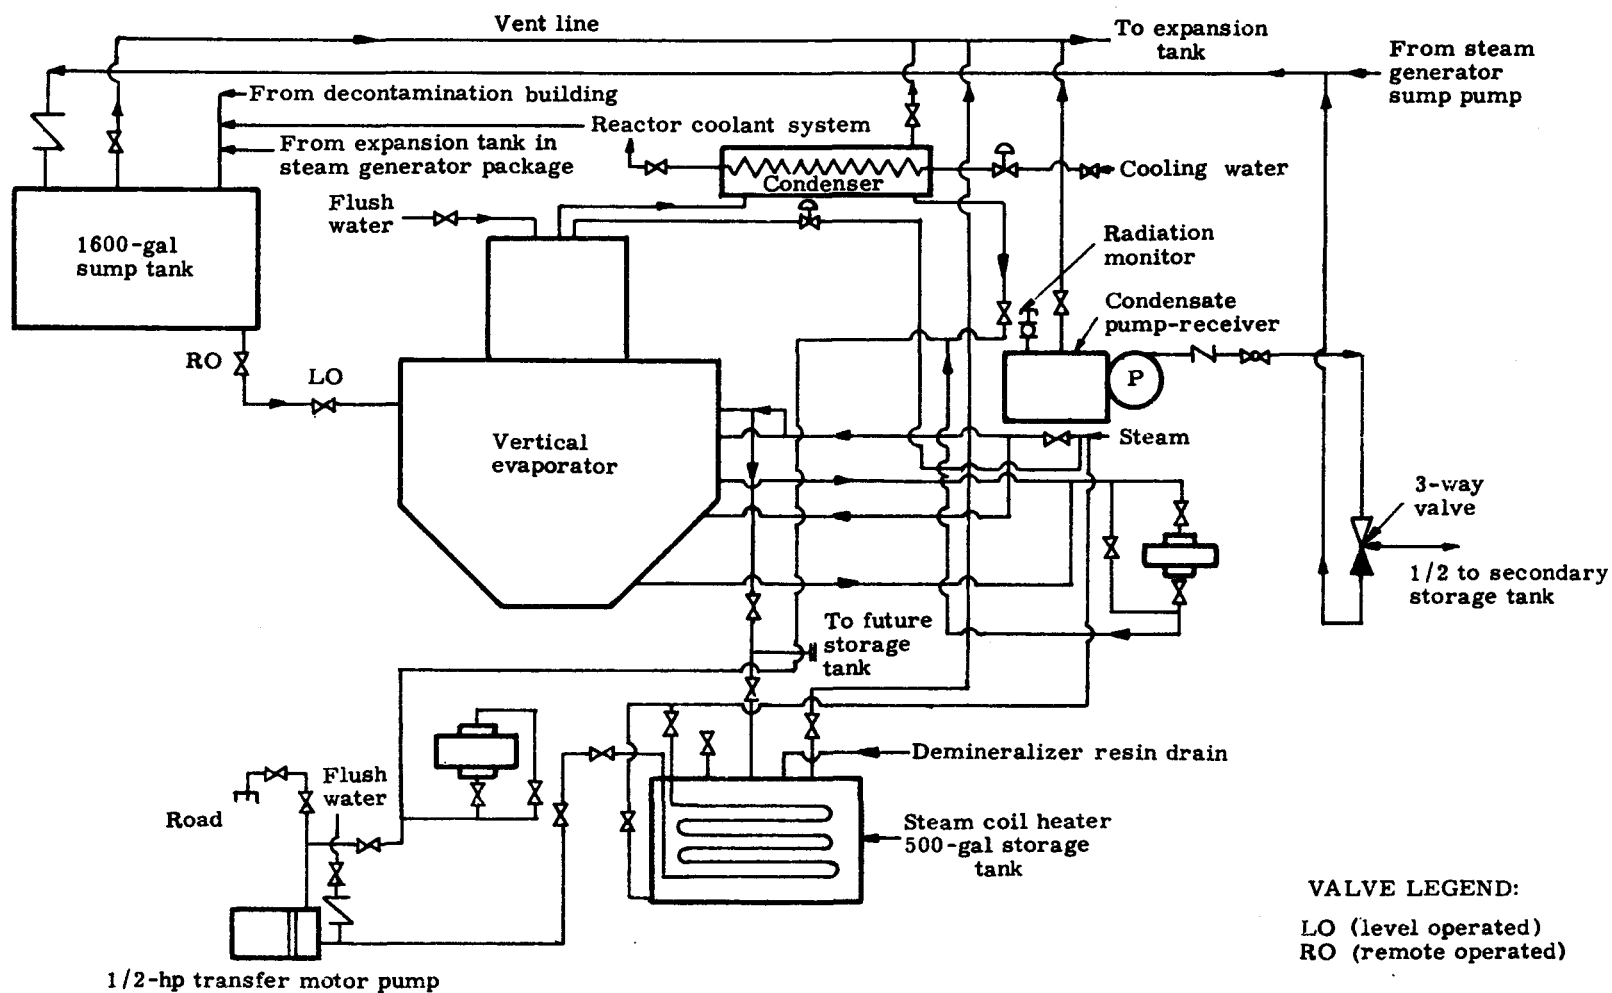 Vent line
To expansion
tank
From steam
generator
sump pump
From decontamination building
Reactor coolant system
From expansion tank in
steam generator package
Condenser
Cooling water
Flush
water
1600-gal
sump tank
Radiation
monitor
Condensate
pump-receiver
RO
LO
P
Vertical
evaporator
Steam
3-way
valve
1/2 to secondary
storage tank
To future
storage
tank
Demineralizer resin drain
Flush
water
Road
Steam coil heater
500-gal storage
tank
VALVE LEGEND:
LO (level operated)
RO (remote operated)
1/2-hp transfer motor pump